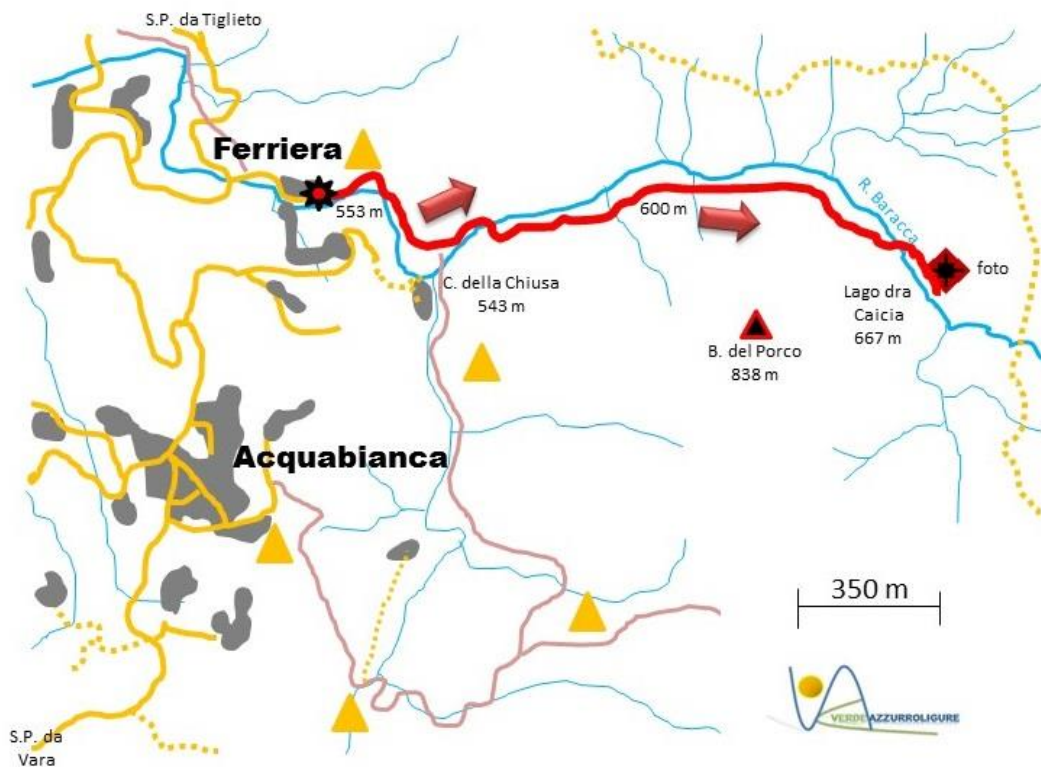 S.P. da Tiglieto
Ferriera
553 m
600 m
R. Baracca
foto
C. della Chiusa
543 m
Lago dra
Caicia
667 m
B. del Porco
838 m
Acquabianca
350 m
VERDEAZZURROLIGURE
S.P. da
Vara